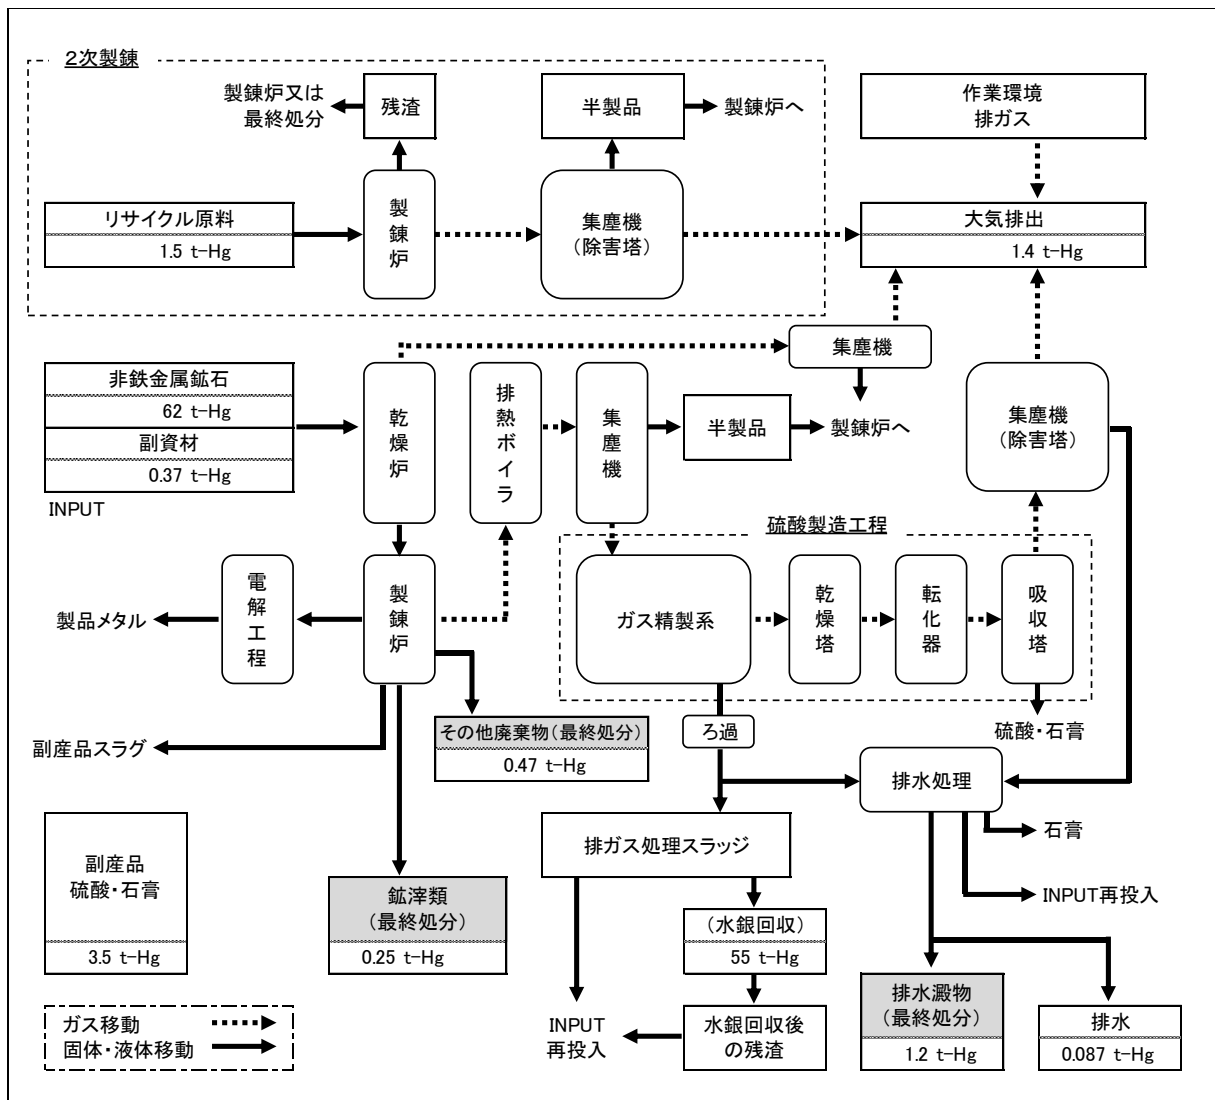 2次製錬
製錬炉又は
最終処分
残渣
半製品
製錬炉へ
作業環境
排ガス
リサイクル原料
1.5 t-Hg
製錬炉
集塵機
(除害塔)
大気排出
1.4 t-Hg
集塵機
非鉄金属鉱石
62 t-Hg
副資材
0.37 t-Hg
INPUT
乾燥炉
排熱ボイラ
集塵機
半製品
製錬炉へ
集塵機
(除害塔)
硫酸製造工程
製品メタル
電解工程
製錬炉
ガス精製系
乾燥塔
転化器
吸収塔
副産品スラグ
その他廃棄物(最終処分)
0.47 t-Hg
ろ過
硫酸・石膏
排水処理
石膏
INPUT再投入
副産品
硫酸・石膏
3.5 t-Hg
鉱滓類
(最終処分)
0.25 t-Hg
排ガス処理スラッジ
(水銀回収)
55 t-Hg
INPUT
再投入
水銀回収後
の残渣
排水澱物
(最終処分)
1.2 t-Hg
排水
0.087 t-Hg
ガス移動
固体・液体移動